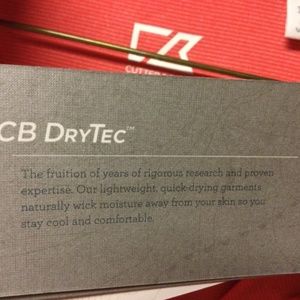 CUTTER
CB DRYTEC™
The fruition of years of rigorous research and proven
expertise. Our lightweight, quick-drying garments
naturally wick moisture away from your skin so you
stay cool and comfortable.